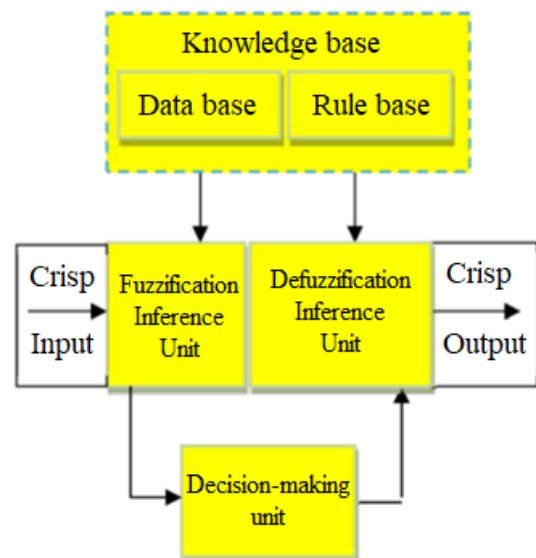 Knowledge base
Data base
Rule base
Crisp
Input
Fuzzification
Inference
Unit
Defuzzification
Inference
Unit
Crisp
Output
Decision-making
unit